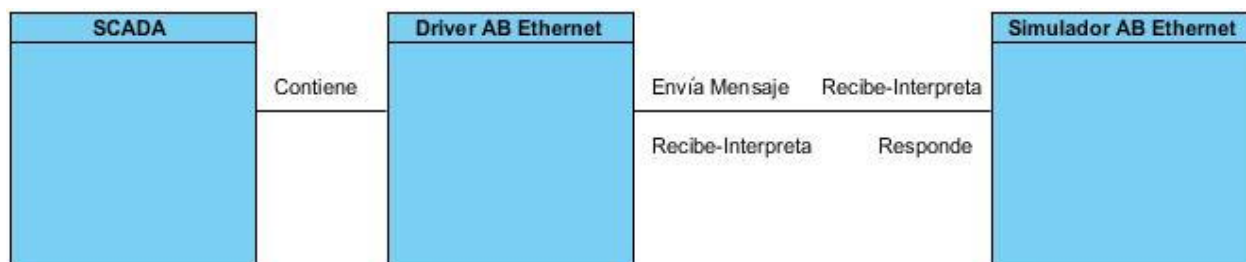 SCADA
Driver AB Ethernet
Simulador AB Ethernet
Contiene
Envía Mensaje
Recibe-Interpreta
Recibe-Interpreta
Responde